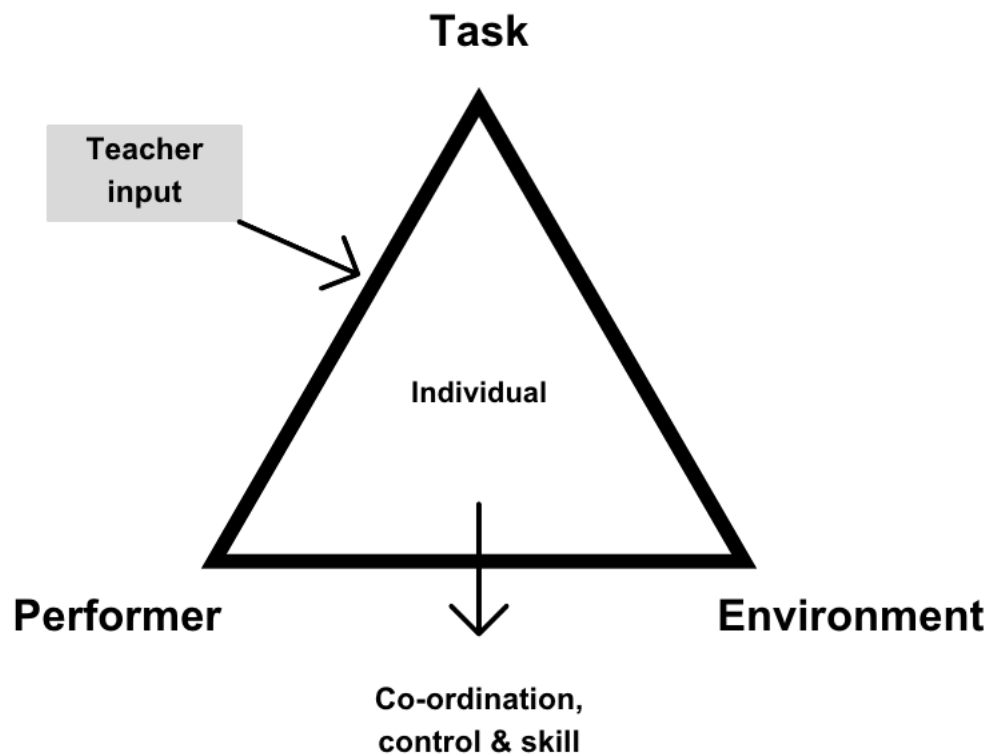 Task
Teacher
input
Individual
Performer
Environment
Co-ordination,
control & skill